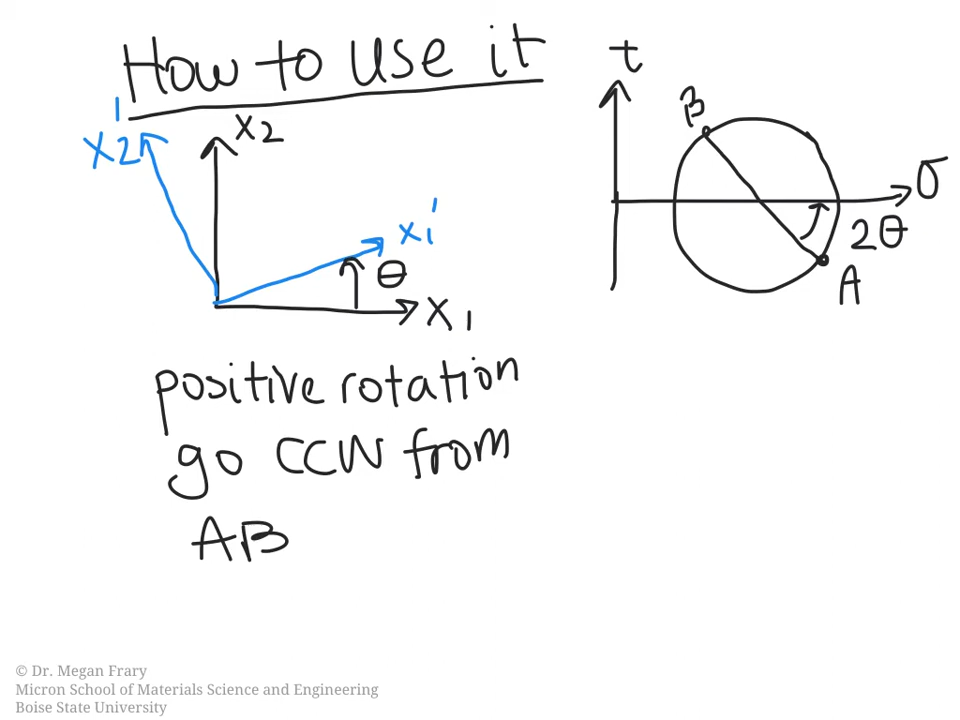 How to use it
x2'
x2
x1'
θ
x1
t
B
σ
2θ
A
positive rotation
go CCW from
AB
© Dr. Megan Frary
Micron School of Materials Science and Engineering
Boise State University